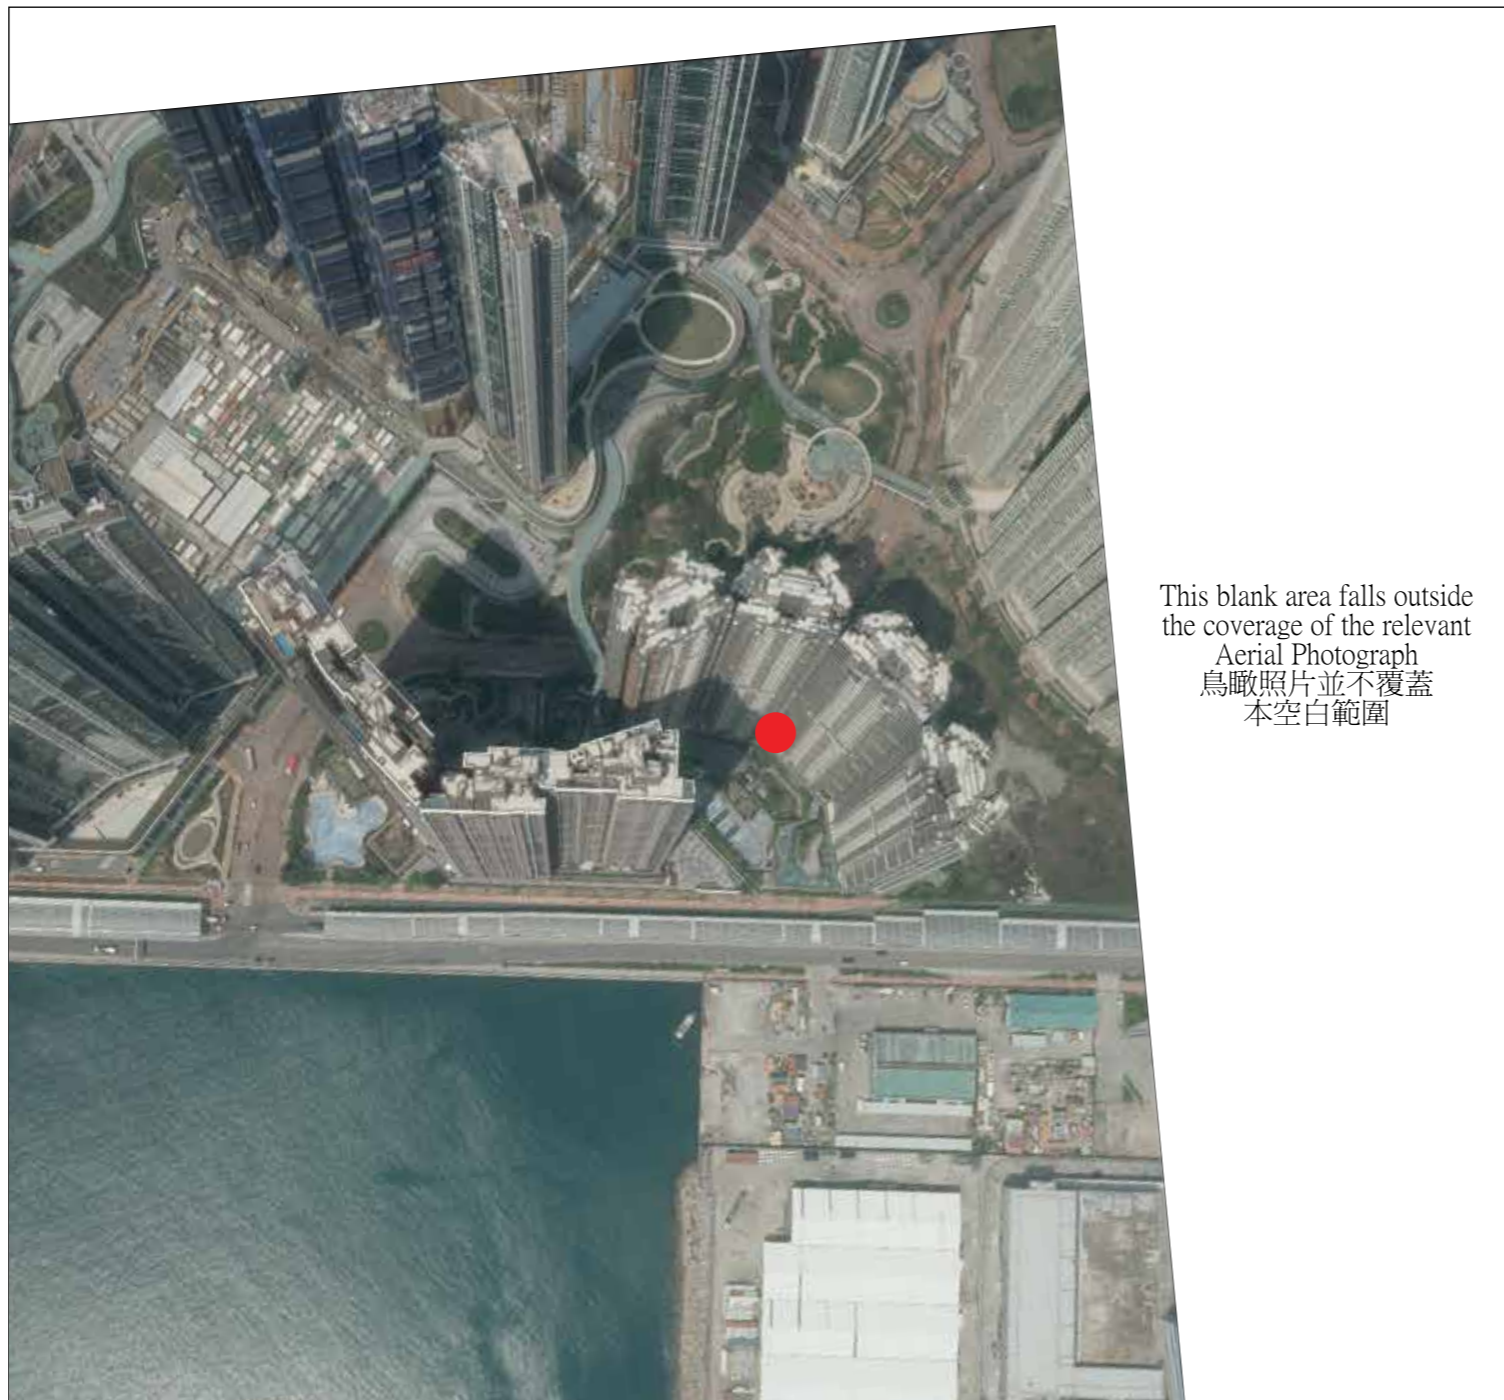 This blank area falls outside
the coverage of the relevant
Aerial Photograph
鳥瞰照片並不覆蓋
本空白範圍